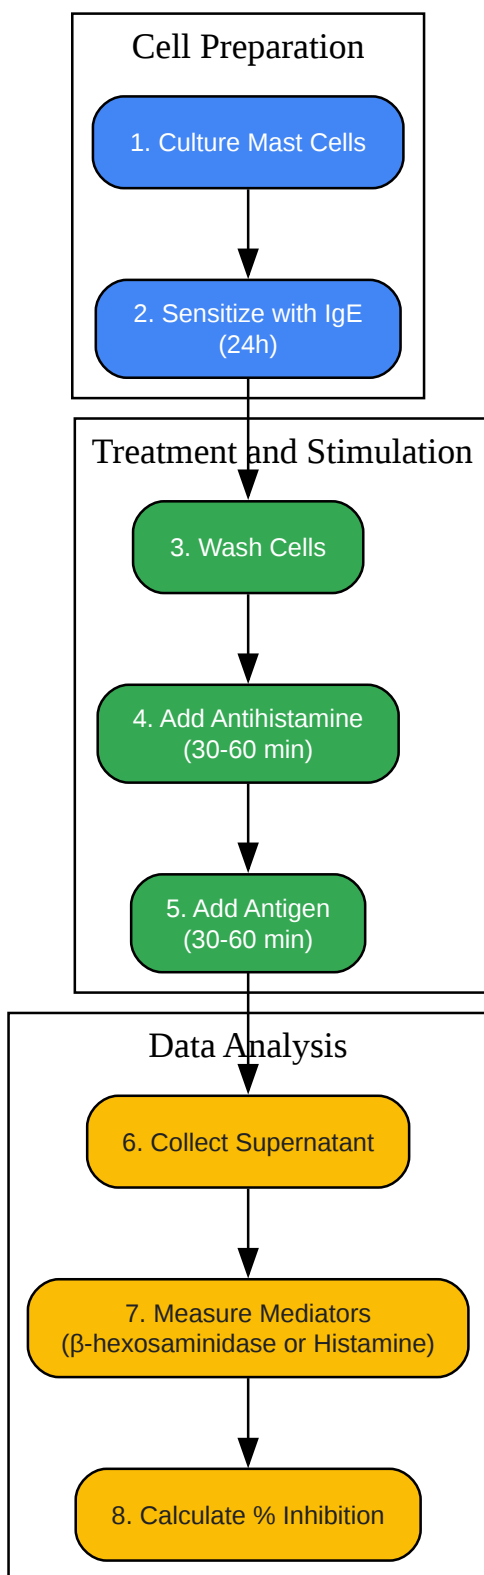 Cell Preparation
1. Culture Mast Cells
2. Sensitize with IgE
(24h)
Treatment and Stimulation
3. Wash Cells
4. Add Antihistamine
(30-60 min)
5. Add Antigen
(30-60 min)
Data Analysis
6. Collect Supernatant
7. Measure Mediators
(β-hexosaminidase or Histamine)
8. Calculate % Inhibition